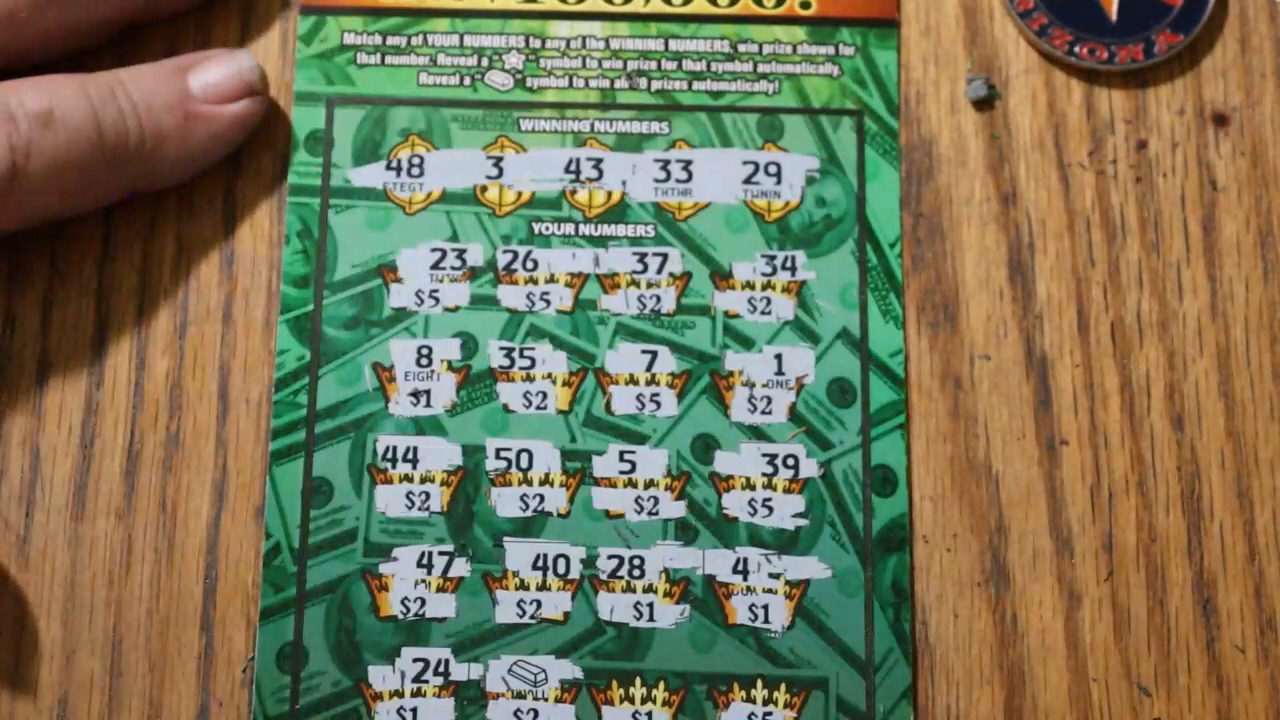 Match any of YOUR NUMBERS to any of the WINNING NUMBERS, win prize shown for
that number. Reveal a " " symbol to win prize for that symbol automatically.
Reveal a " " symbol to win all 20 prizes automatically!
WINNING NUMBERS
48 3 43 33 29
THTHR TWNIN
YOUR NUMBERS
23 26 37 34
$5 $5 $2 $2
8 35 7 1
EIGHT ONE
$1 $2 $5 $2
44 50 5 39
$2 $2 $2 $5
47 40 28 4
$2 $2 $1 $1
24
$1 $2 $1 $5
ARIZONA